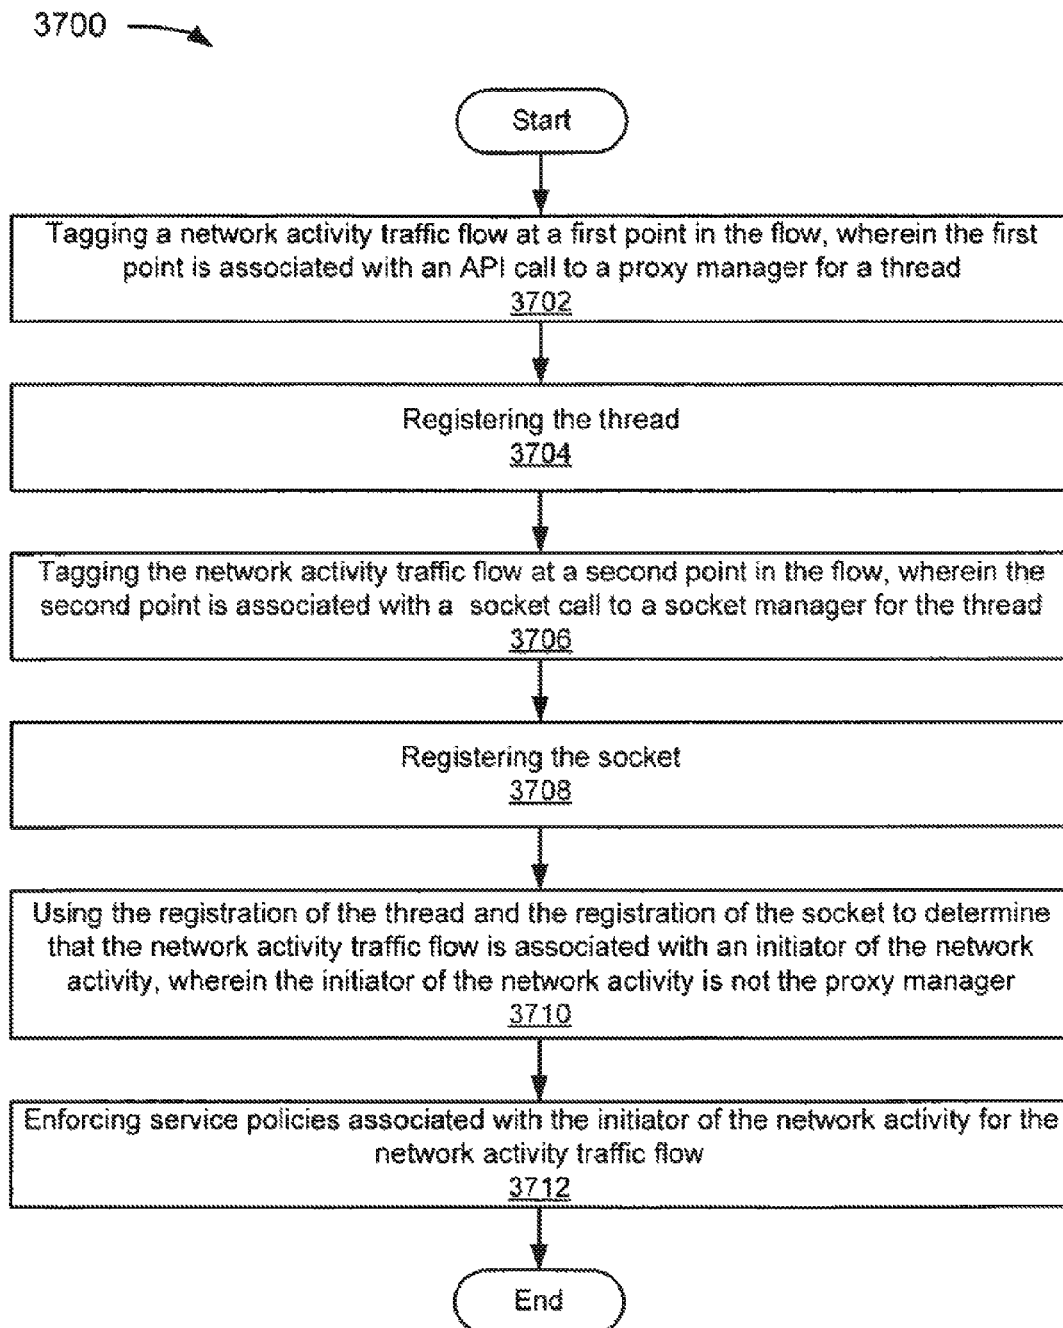 3700
Start
Tagging a network activity traffic flow at a first point in the flow, wherein the first
point is associated with an API call to a proxy manager for a thread
3702
Registering the thread
3704
Tagging the network activity traffic flow at a second point in the flow, wherein the
second point is associated with a socket call to a socket manager for the thread
3706
Registering the socket
3708
Using the registration of the thread and the registration of the socket to determine
that the network activity traffic flow is associated with an initiator of the network
activity, wherein the initiator of the network activity is not the proxy manager
3710
Enforcing service policies associated with the initiator of the network activity for the
network activity traffic flow
3712
End